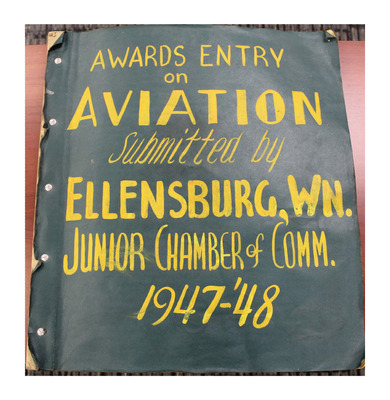 AWARDS ENTRY
on
AVIATION
Submitted by
ELLENSBURG, WN.
JUNIOR CHAMBER of COMM.
1947-'48